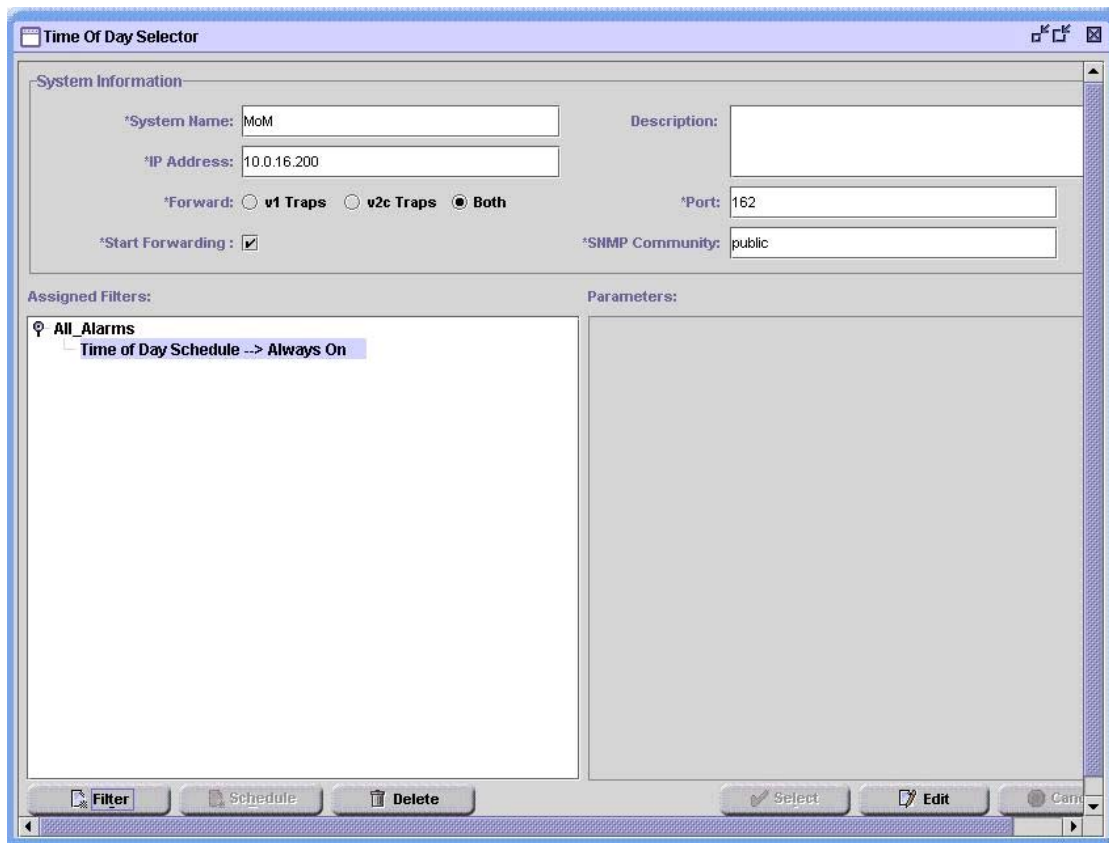 Time Of Day Selector
System Information
*System Name: MoM
Description:
*IP Address: 10.0.16.200
*Forward: v1 Traps v2c Traps Both
*Port: 162
*Start Forwarding :
*SNMP Community: public
Assigned Filters:
Parameters:
All_Alarms
Time of Day Schedule --> Always On
Filter Schedule Delete Select Edit